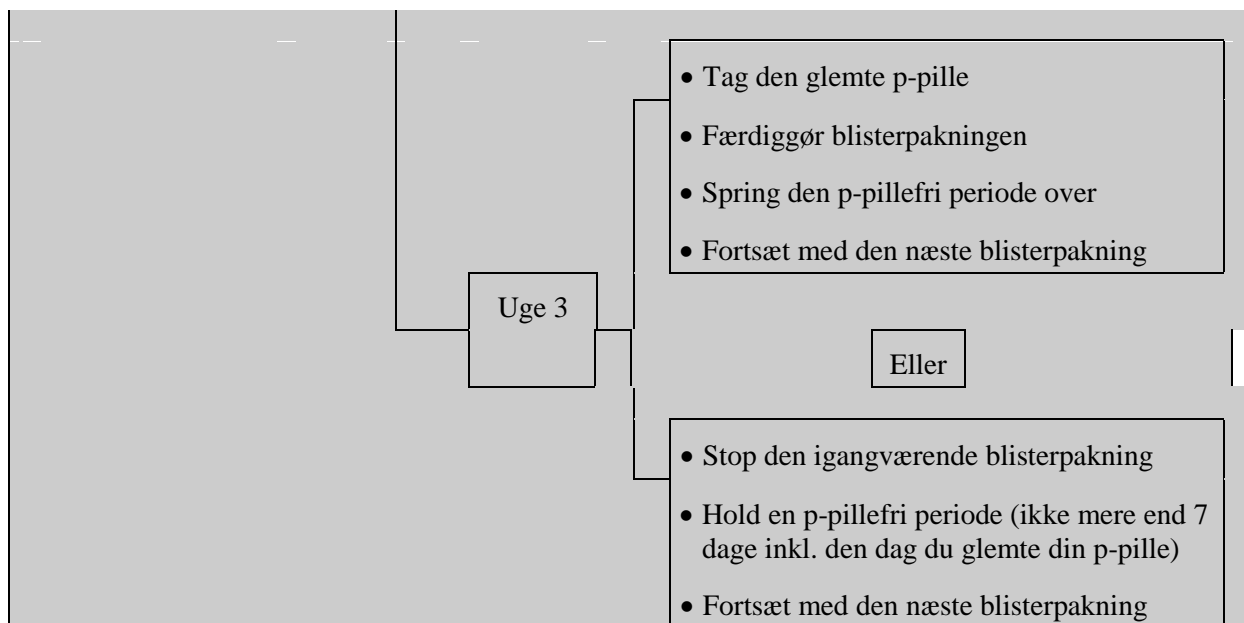 • Tag den glemte p-pille
• Færdiggør blisterpakningen
• Spring den p-pillefri periode over
• Fortsæt med den næste blisterpakning
Uge 3
Eller
• Stop den igangværende blisterpakning
• Hold en p-pillefri periode (ikke mere end 7
dage inkl. den dag du glemte din p-pille)
• Fortsæt med den næste blisterpakning